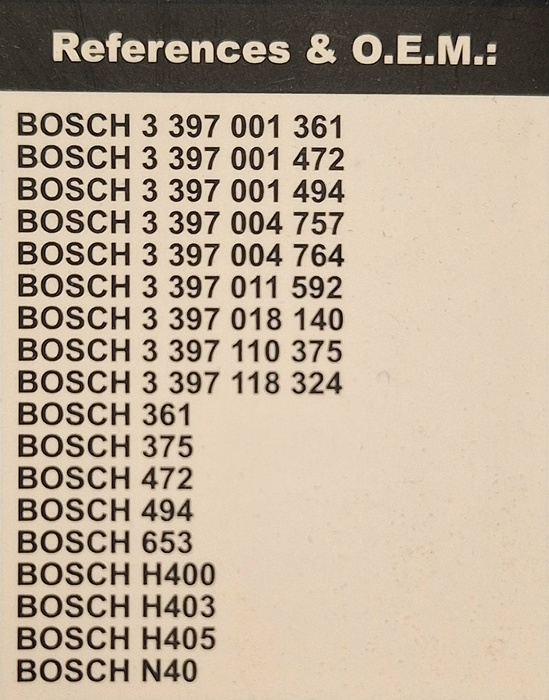 References & O.E.M.:
BOSCH 3 397 001 361
BOSCH 3 397 001 472
BOSCH 3 397 001 494
BOSCH 3 397 004 757
BOSCH 3 397 004 764
BOSCH 3 397 011 592
BOSCH 3 397 018 140
BOSCH 3 397 110 375
BOSCH 3 397 118 324
BOSCH 361
BOSCH 375
BOSCH 472
BOSCH 494
BOSCH 653
BOSCH H400
BOSCH H403
BOSCH H405
BOSCH N40